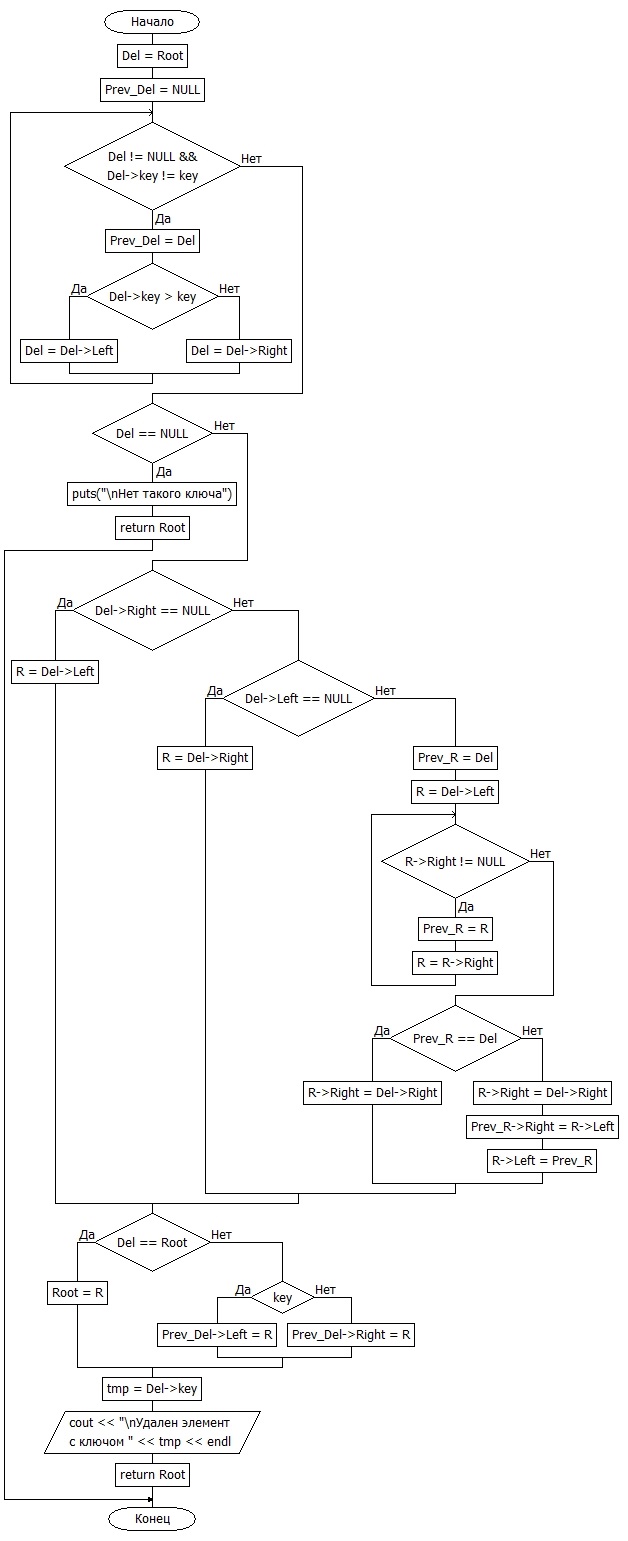 Начало
Del = Root
Prev_Del = NULL
Del != NULL &&
Del->key != key
Нет
Да
Prev_Del = Del
Да
Del->key > key
Нет
Del = Del->Left
Del = Del->Right
Del == NULL
Нет
Да
puts("\nНет такого ключа")
return Root
Да
Del->Right == NULL
Нет
R = Del->Left
Да
Del->Left == NULL
Нет
R = Del->Right
Prev_R = Del
R = Del->Left
R->Right != NULL
Нет
Да
Prev_R = R
R = R->Right
Да
Prev_R == Del
Нет
R->Right = Del->Right
R->Right = Del->Right
Prev_R->Right = R->Left
R->Left = Prev_R
Да
Del == Root
Нет
Root = R
Да
key
Нет
Prev_Del->Left = R
Prev_Del->Right = R
tmp = Del->key
cout << "\nУдален элемент
с ключом " << tmp << endl
return Root
Конец